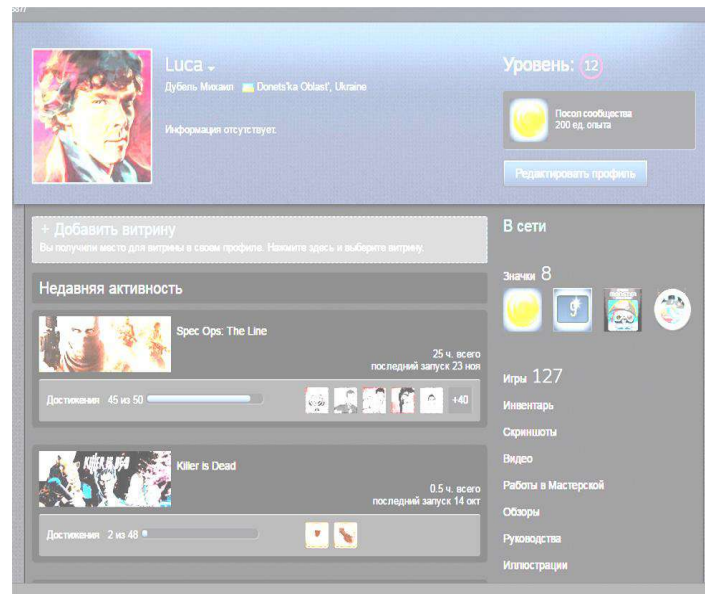 Luca
Дубель Михаил Donets'ka Oblast', Ukraine
Информация отсутствует.
Уровень: 12
Посол сообщества
200 ед. опыта
Редактировать профиль
+ Добавить витрину
Вы получили место для витрины в своем профиле. Нажмите здесь и выберите витрину.
Недавняя активность
Spec Ops: The Line
25 ч. всего
последний запуск 23 ноя
Достижения 45 из 50
+40
KILLER IS DEAD
Killer is Dead
0.5 ч. всего
последний запуск 14 окт
Достижения 2 из 48
В сети
Значки 8
Игры 127
Инвентарь
Скриншоты
Видео
Работы в Мастерской
Обзоры
Руководства
Иллюстрации